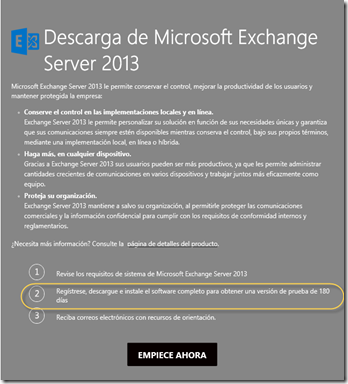 Descarga de Microsoft Exchange
Server 2013
Microsoft Exchange Server 2013 le permite conservar el control, mejorar la productividad de los usuarios y
mantener protegida la empresa:
• Conserve el control en las implementaciones locales y en línea.
Exchange Server 2013 le permite personalizar su solución en función de sus necesidades únicas y garantiza
que sus comunicaciones siempre estén disponibles mientras conserva el control, bajo sus propios términos,
mediante una implementación local, en línea o híbrida.
• Haga más, en cualquier dispositivo.
Gracias a Exchange Server 2013 sus usuarios pueden ser más productivos, ya que les permite administrar
cantidades crecientes de comunicaciones en varios dispositivos y trabajar juntos más eficazmente como
equipo.
• Proteja su organización.
Exchange Server 2013 mantiene a salvo su organización, al permitirle proteger las comunicaciones
comerciales y la información confidencial para cumplir con los requisitos de conformidad internos y
reglamentarios.
¿Necesita más información? Consulte la página de detalles del producto.
1 Revise los requisitos de sistema de Microsoft Exchange Server 2013
2 Regístrese, descargue e instale el software completo para obtener una versión de prueba de 180
días
3 Reciba correos electrónicos con recursos de orientación.
EMPIECE AHORA